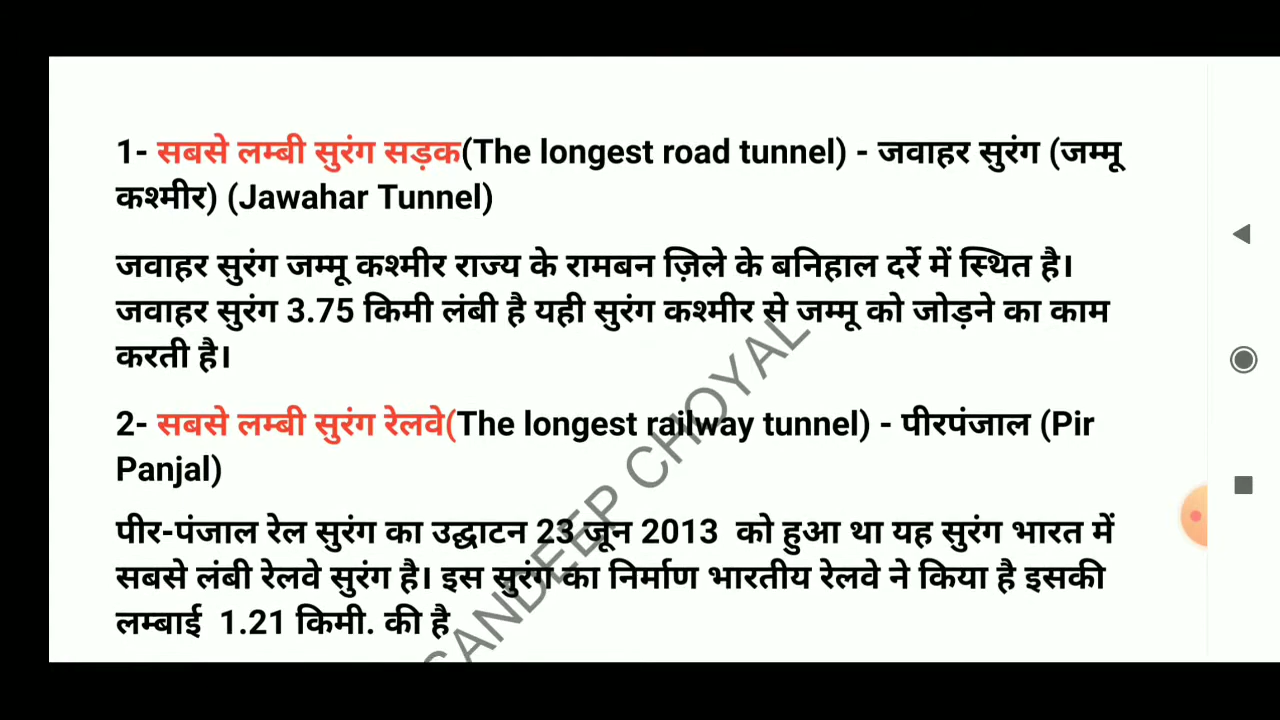 1- सबसे लम्बी सुरंग सड़क(The longest road tunnel) - जवाहर सुरंग (जम्मू
कश्मीर) (Jawahar Tunnel)
जवाहर सुरंग जम्मू कश्मीर राज्य के रामबन ज़िले के बनिहाल दर्रे में स्थित है।
जवाहर सुरंग 3.75 किमी लंबी है यही सुरंग कश्मीर से जम्मू को जोड़ने का काम
करती है।
2- सबसे लम्बी सुरंग रेलवे(The longest railway tunnel) - पीरपंजाल (Pir
Panjal)
पीर-पंजाल रेल सुरंग का उद्घाटन 23 जून 2013 को हुआ था यह सुरंग भारत में
सबसे लंबी रेलवे सुरंग है। इस सुरंग का निर्माण भारतीय रेलवे ने किया है इसकी
लम्बाई 1.21 किमी. की है
SANDEEP CHOYAL